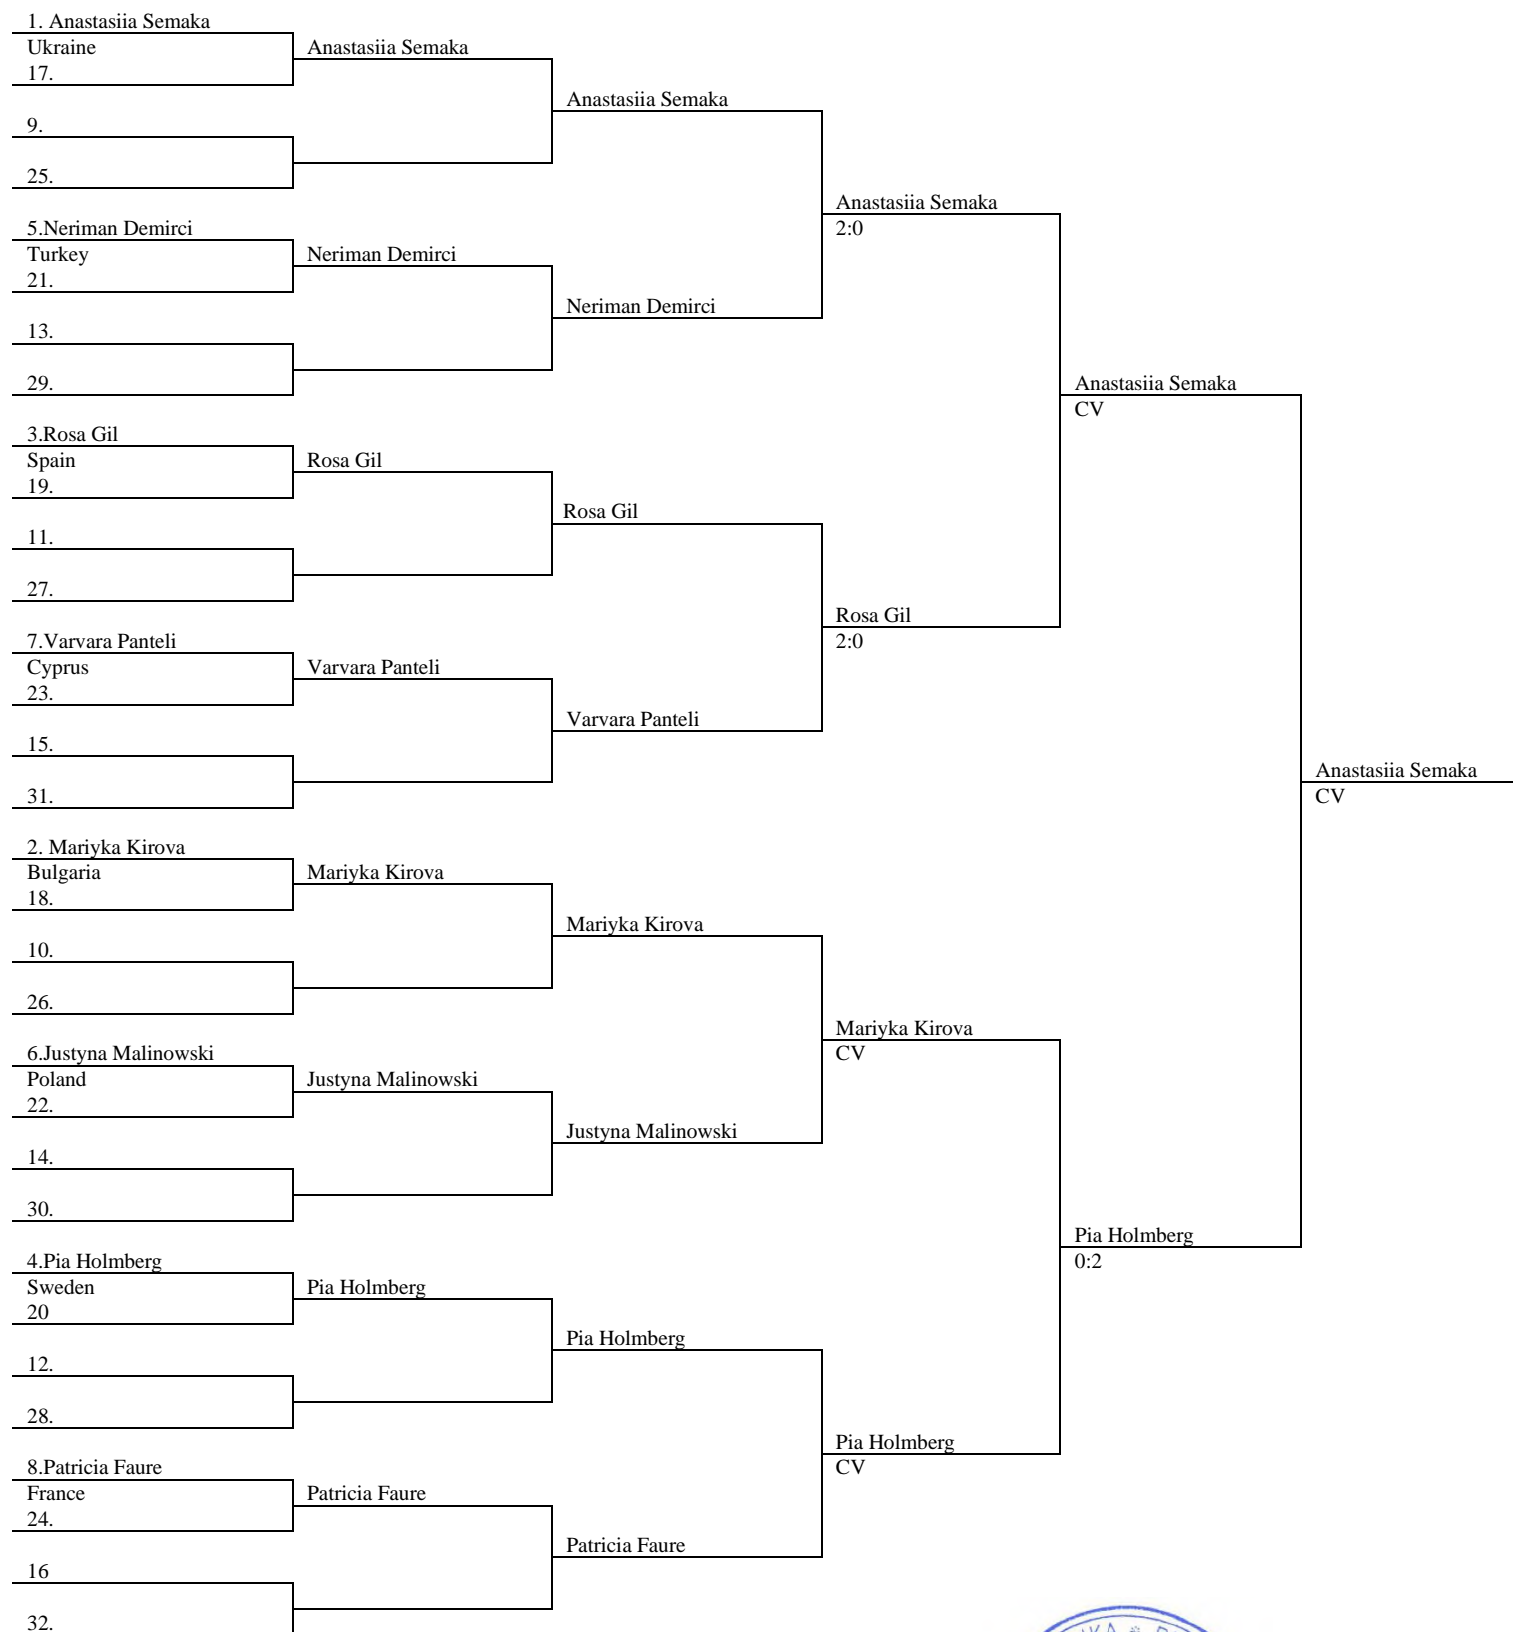 1. Anastasiia Semaka
Ukraine
17.
Anastasiia Semaka
9.
25.
Anastasiia Semaka
5.Neriman Demirci
Turkey
21.
Neriman Demirci
13.
29.
Neriman Demirci
Anastasiia Semaka
2:0
3.Rosa Gil
Spain
19.
Rosa Gil
11.
27.
Rosa Gil
7.Varvara Panteli
Cyprus
23.
Varvara Panteli
15.
31.
Varvara Panteli
Rosa Gil
2:0
Anastasiia Semaka
CV
2. Mariyka Kirova
Bulgaria
18.
Mariyka Kirova
10.
26.
Mariyka Kirova
6.Justyna Malinowski
Poland
22.
Justyna Malinowski
14.
30.
Justyna Malinowski
Mariyka Kirova
CV
4.Pia Holmberg
Sweden
20
Pia Holmberg
12.
28.
Pia Holmberg
8.Patricia Faure
France
24.
Patricia Faure
16
32.
Patricia Faure
Pia Holmberg
CV
Pia Holmberg
0:2
Anastasiia Semaka
CV